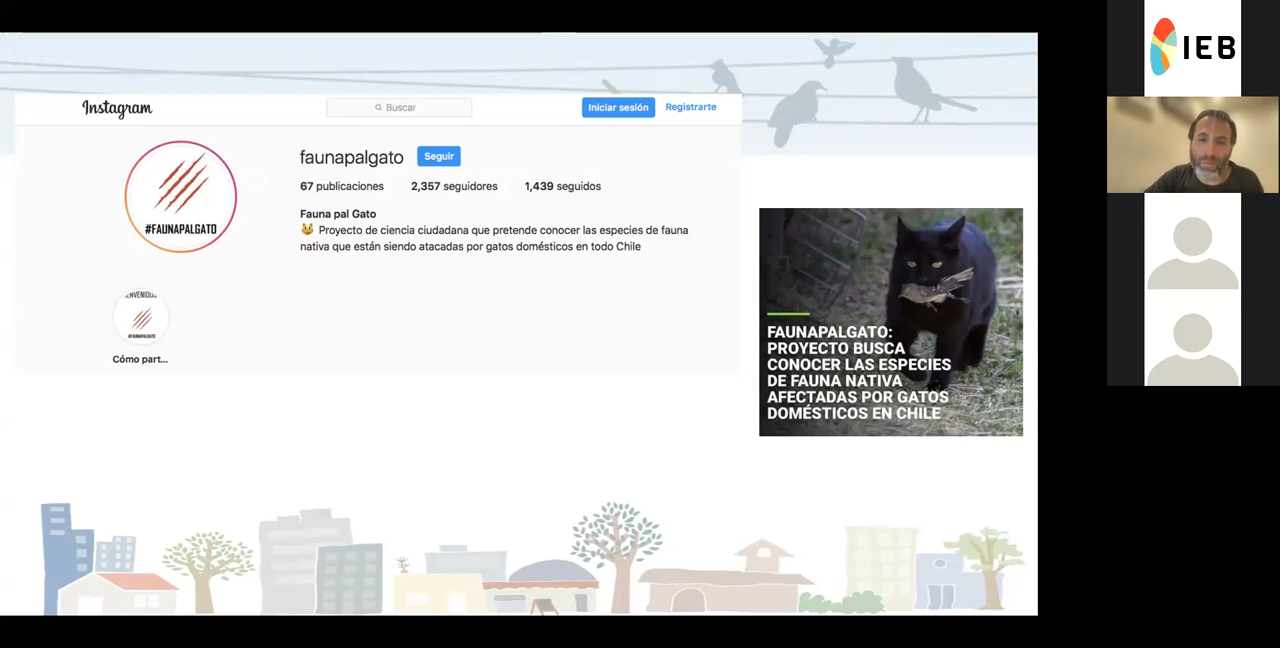 Instagram
Buscar
Iniciar sesión
Registrarte
#FAUNAPALGATO
faunapalgato
Seguir
67 publicaciones 2,357 seguidores 1,439 seguidos
Fauna pal Gato
Proyecto de ciencia ciudadana que pretende conocer las especies de fauna
nativa que están siendo atacadas por gatos domésticos en todo Chile
#FAUNAPALGATO
Cómo part...
FAUNAPALGATO:
PROYECTO BUSCA
CONOCER LAS ESPECIES
DE FAUNA NATIVA
AFECTADAS POR GATOS
DOMÉSTICOS EN CHILE
IEB